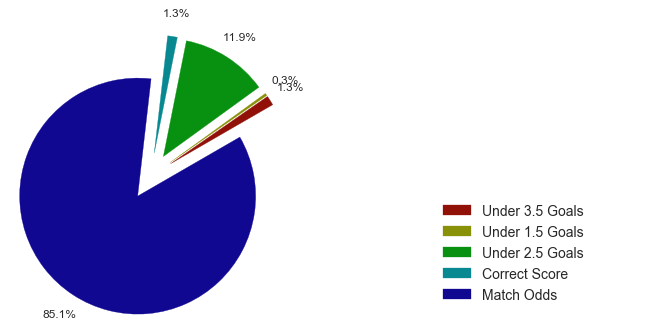 1.3%
11.9%
0.3%
1.3%
85.1%
Under 3.5 Goals
Under 1.5 Goals
Under 2.5 Goals
Correct Score
Match Odds